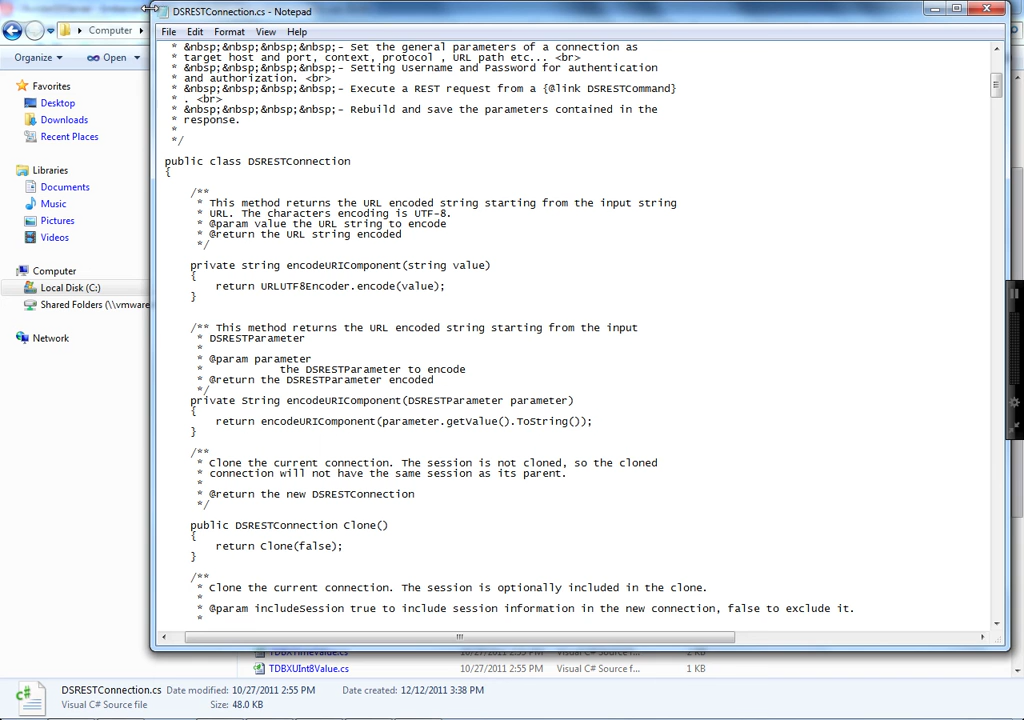 DSRESTConnection.cs - Notepad
Computer
File Edit Format View Help
Organize Open
Favorites
Desktop
Downloads
Recent Places
Libraries
Documents
Music
Pictures
Videos
Computer
Local Disk (C:)
Shared Folders (\\vmware
Network
* &nbsp;&nbsp;&nbsp;&nbsp;- Set the general parameters of a connection as
* target host and port, context, protocol , URL path etc... <br>
* &nbsp;&nbsp;&nbsp;&nbsp;- Setting Username and Password for authentication
* and authorization. <br>
* &nbsp;&nbsp;&nbsp;&nbsp;- Execute a REST request from a {@link DSRESTCommand}
* . <br>
* &nbsp;&nbsp;&nbsp;&nbsp;- Rebuild and save the parameters contained in the
* response.
*
*/
public class DSRESTConnection
{
/**
* This method returns the URL encoded string starting from the input string
* URL. The characters encoding is UTF-8.
* @param value the URL string to encode
* @return the URL string encoded
*/
private string encodeURIComponent(string value)
{
return URLUTF8Encoder.encode(value);
}
/** This method returns the URL encoded string starting from the input
* DSRESTParameter
*
* @param parameter
* the DSRESTParameter to encode
* @return the DSRESTParameter encoded
*/
private String encodeURIComponent(DSRESTParameter parameter)
{
return encodeURIComponent(parameter.getValue().ToString());
}
/**
* Clone the current connection. The session is not cloned, so the cloned
* connection will not have the same session as its parent.
*
* @return the new DSRESTConnection
*/
public DSRESTConnection Clone()
{
return Clone(false);
}
/**
* Clone the current connection. The session is optionally included in the clone.
*
* @param includeSession true to include session information in the new connection, false to exclude it.
*
TDBXUInt8Value.cs 10/27/2011 2:55 PM Visual C# Source f... 1 KB
DSRESTConnection.cs Date modified: 10/27/2011 2:55 PM Date created: 12/12/2011 3:38 PM
Visual C# Source file Size: 48.0 KB